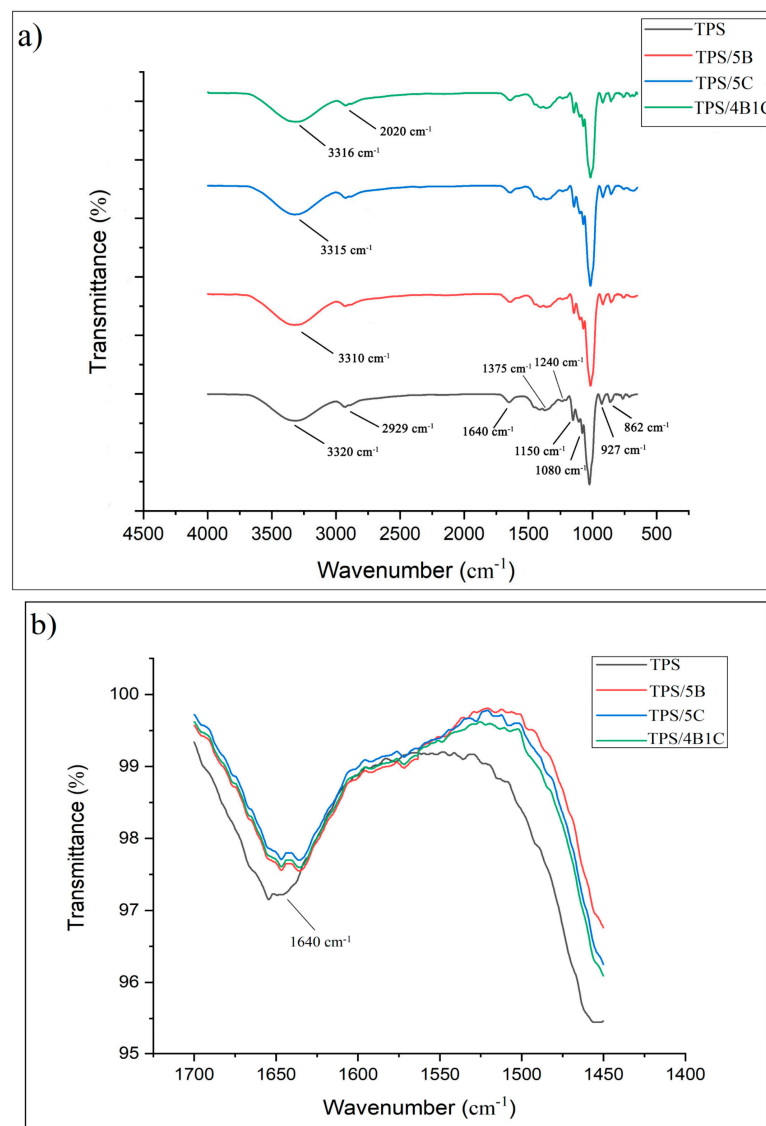 a)
TPS
TPS/5B
TPS/5C
TPS/4B1C
2020 cm-1
3316 cm-1
3315 cm-1
3310 cm-1
1375 cm-1
1240 cm-1
2929 cm-1
3320 cm-1
1640 cm-1
1150 cm-1
1080 cm-1
927 cm-1
862 cm-1
Transmittance (%)
4500 4000 3500 3000 2500 2000 1500 1000 500
Wavenumber (cm-1)
b)
TPS
TPS/5B
TPS/5C
TPS/4B1C
100
99
98
97
96
95
Transmittance (%)
1640 cm-1
1700 1650 1600 1550 1500 1450 1400
Wavenumber (cm-1)